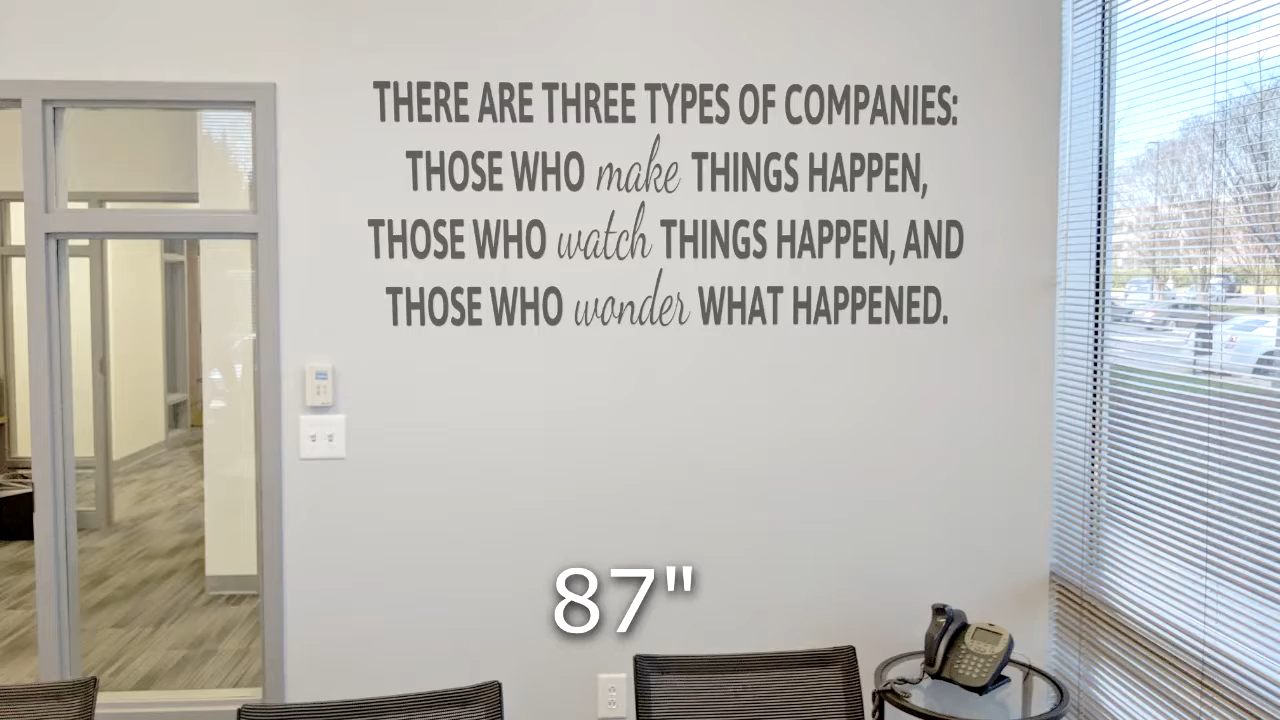 THERE ARE THREE TYPES OF COMPANIES:
THOSE WHO make THINGS HAPPEN,
THOSE WHO watch THINGS HAPPEN, AND
THOSE WHO wonder WHAT HAPPENED.
87"